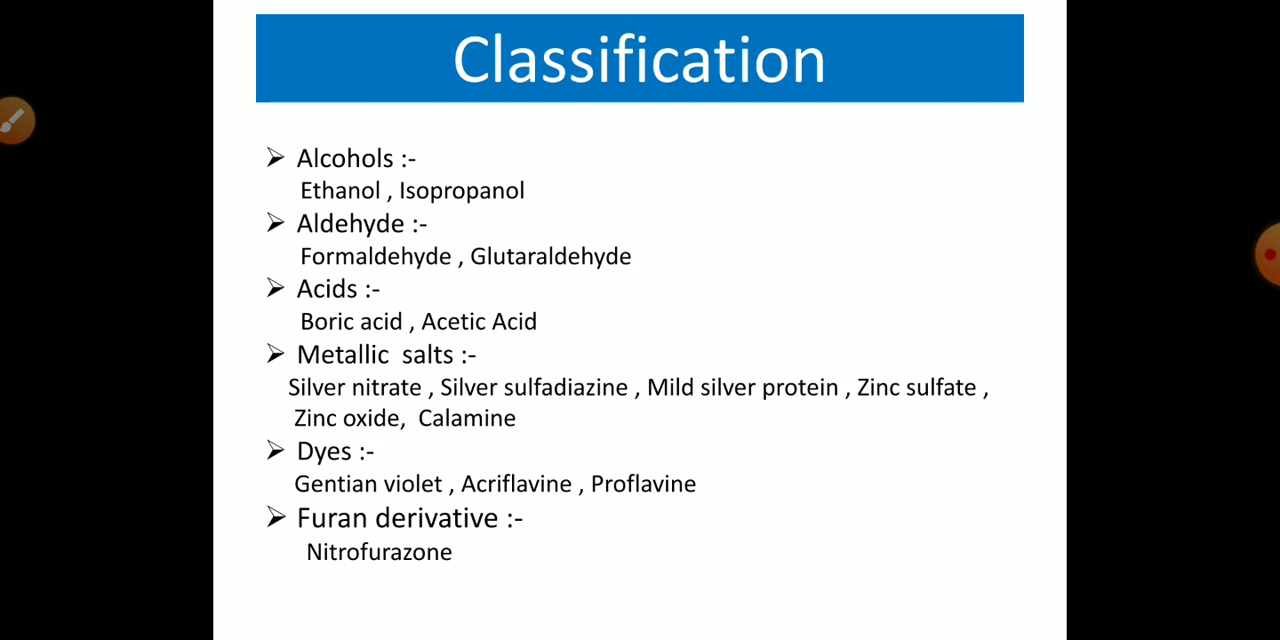 Classification
➢ Alcohols :-
Ethanol , Isopropanol
➢ Aldehyde :-
Formaldehyde , Glutaraldehyde
➢ Acids :-
Boric acid , Acetic Acid
➢ Metallic salts :-
Silver nitrate , Silver sulfadiazine , Mild silver protein , Zinc sulfate ,
Zinc oxide, Calamine
➢ Dyes :-
Gentian violet , Acriflavine , Proflavine
➢ Furan derivative :-
Nitrofurazone